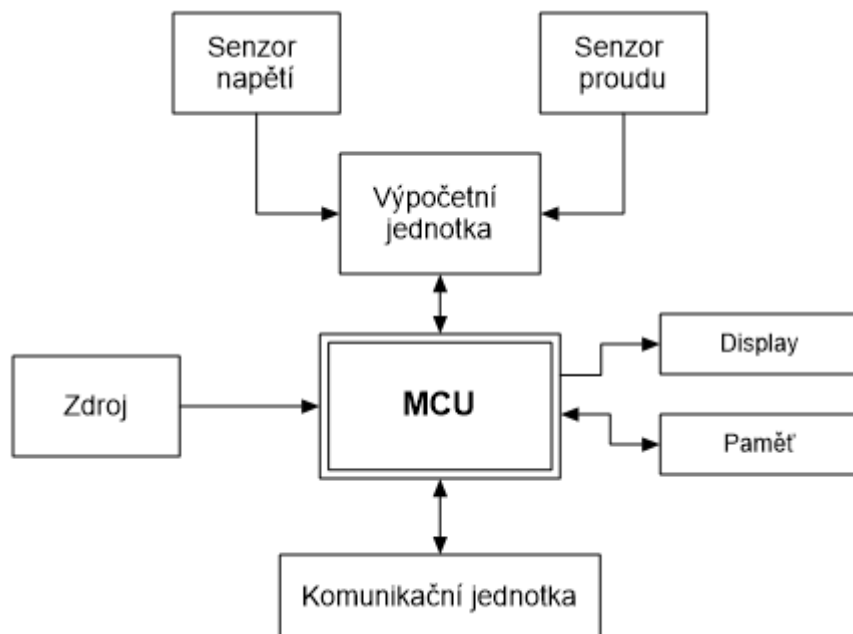 Senzor
napětí
Senzor
proudu
Výpočetní
jednotka
Display
MCU
Zdroj
Paměť
Komunikační jednotka